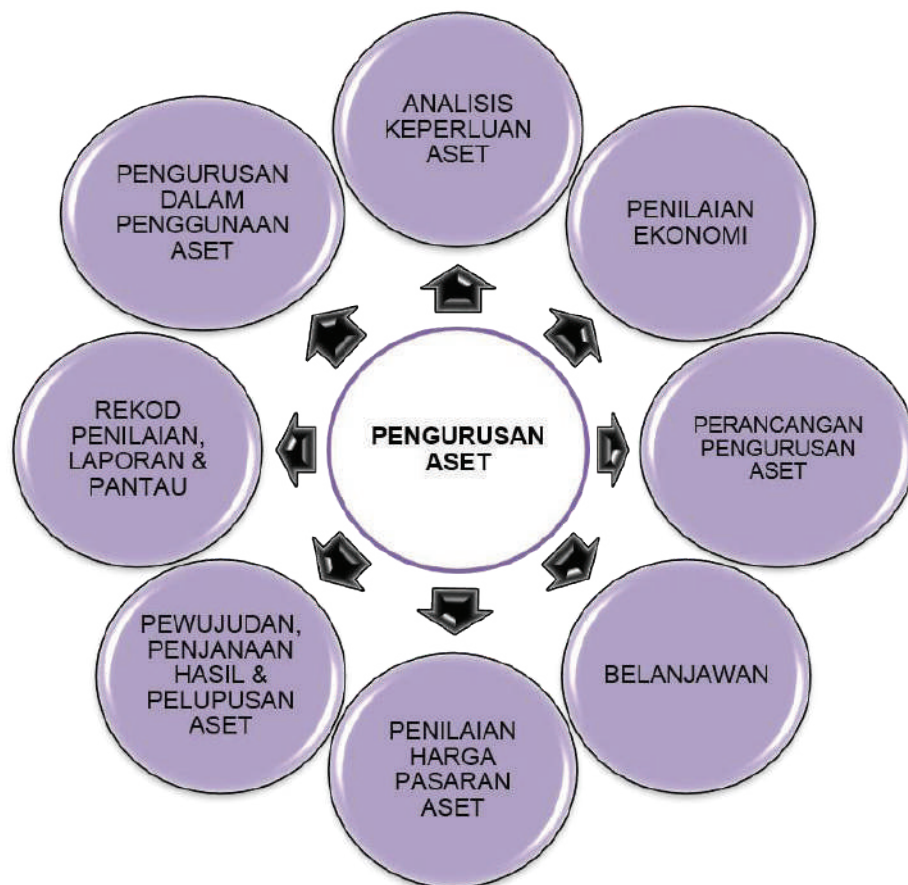 ANALISIS
KEPERLUAN
ASET
PENILAIAN
EKONOMI
PERANCANGAN
PENGURUSAN
ASET
BELANJAWAN
PENILAIAN
HARGA
PASARAN
ASET
PEWUJUDAN,
PENJANAAN
HASIL &
PELUPUSAN
ASET
REKOD
PENILAIAN,
LAPORAN &
PANTAU
PENGURUSAN
DALAM
PENGGUNAAN
ASET
PENGURUSAN
ASET